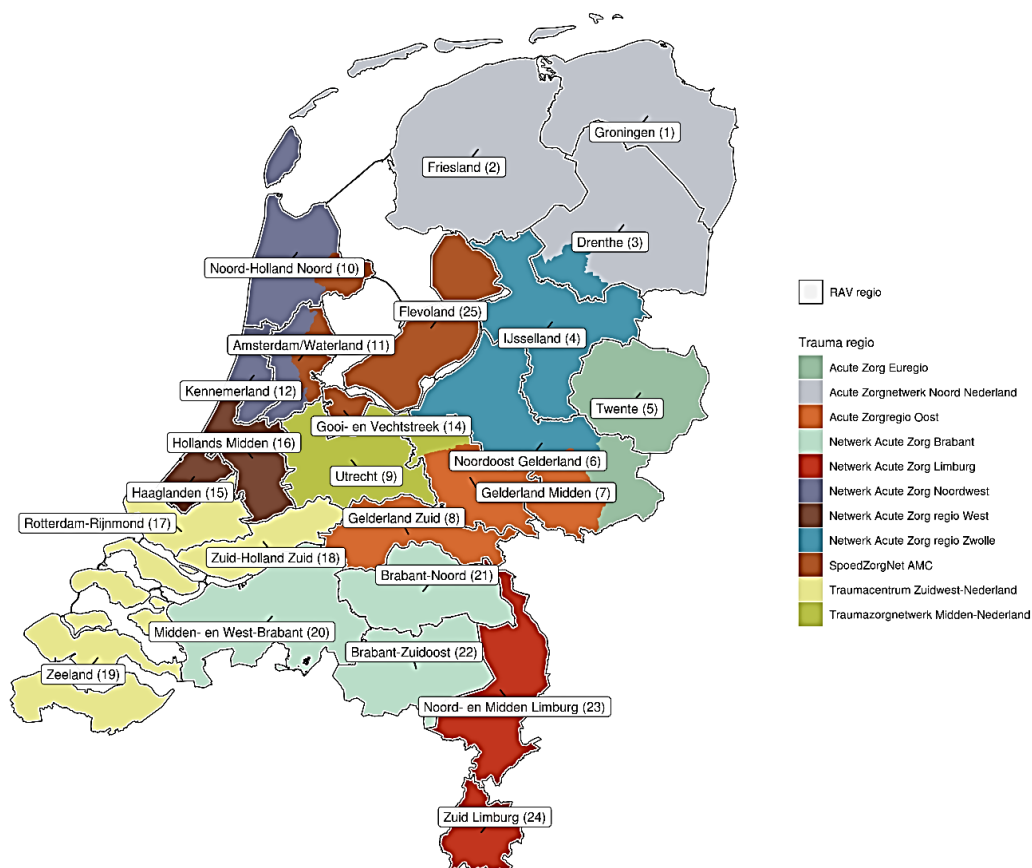 Groningen (1)
Friesland (2)
Drenthe (3)
Noord-Holland Noord (10)
Flevoland (25)
Amsterdam/Waterland (11)
IJsselland (4)
Kennemerland (12)
Twente (5)
Gooi- en Vechtstreek (14)
Hollands Midden (16)
Noordoost Gelderland (6)
Utrecht (9)
Haaglanden (15)
Gelderland Midden (7)
Rotterdam-Rijnmond (17)
Gelderland Zuid (8)
Zuid-Holland Zuid (18)
Brabant-Noord (21)
Midden- en West-Brabant (20)
Brabant-Zuidoost (22)
Zeeland (19)
Noord- en Midden Limburg (23)
Zuid Limburg (24)
RAV regio
Trauma regio
Acute Zorg Euregio
Acute Zorgnetwerk Noord Nederland
Acute Zorgregio Oost
Netwerk Acute Zorg Brabant
Netwerk Acute Zorg Limburg
Netwerk Acute Zorg Noordwest
Netwerk Acute Zorg regio West
Netwerk Acute Zorg regio Zwolle
SpoedZorgNet AMC
Traumacentrum Zuidwest-Nederland
Traumazorgnetwerk Midden-Nederland